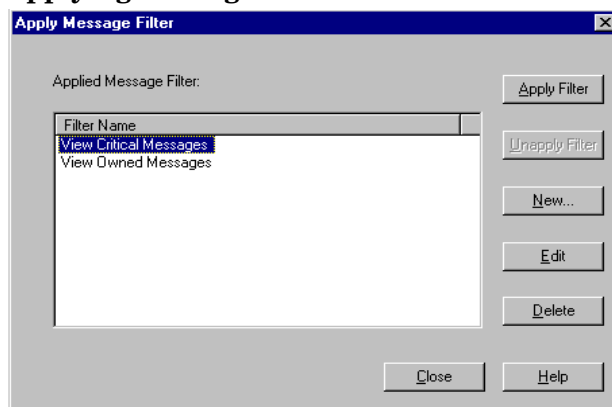 Apply Message Filter
Applied Message Filter:
Apply Filter
Filter Name
View Critical Messages
View Owned Messages
Unapply Filter
New...
Edit
Delete
Close
Help